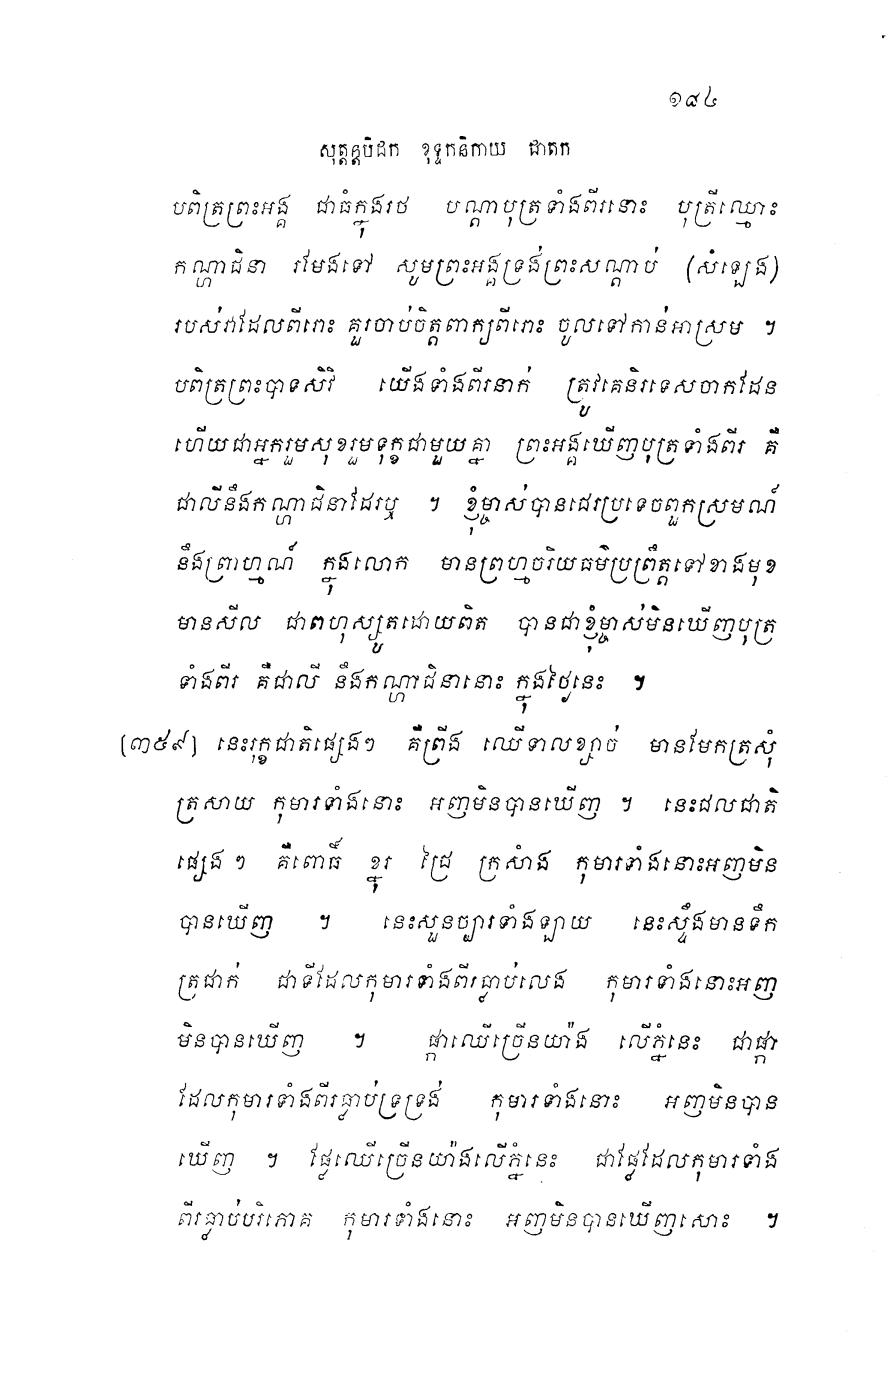 ១៨៤
សុត្តន្តបិដក ខុទ្ទកនិកាយ ជាតក
បពិត្រព្រះអង្គ ជាធំក្នុងរថ បណ្តាបុត្រទាំងពីរនោះ បុត្រីឈ្មោះ
កណ្ហាជិនា រមែងទៅ សូមព្រះអង្គទ្រង់ព្រះសណ្តាប់ (សំឡេង)
របស់វាដែលពីរោះ គួរចាប់ចិត្តពាក្យពីរោះ ចូលទៅកាន់អាស្រម ។
បពិត្រព្រះបាទសិវិ យើងទាំងពីរនាក់ ត្រូវគេនិរទេសចាកដែន
ហើយជាអ្នករួមសុខរួមទុក្ខជាមួយគ្នា ព្រះអង្គឃើញបុត្រទាំងពីរ គឺ
ជាលីនឹងកណ្ហាជិនាដែរឬ ។ ខ្ញុំម្ចាស់បានជេរប្រទេចពួកស្រមណ៍
នឹងព្រាហ្មណ៍ ក្នុងលោក មានព្រហ្មចរិយធម៌ប្រព្រឹត្តទៅខាងមុខ
មានសីល ជាពហុស្សូតដោយពិត បានជាខ្ញុំម្ចាស់មិនឃើញបុត្រ
ទាំងពីរ គឺជាលី នឹងកណ្ហាជិនានោះ ក្នុងថ្ងៃនេះ ។
[៣៥៩] នេះរុក្ខជាតិផ្សេងៗ គឺព្រីង ឈើទាលខ្សាច់ មានមែកត្រសុំ
ត្រសាយ កុមារទាំងនោះ អញមិនបានឃើញ ។ នេះផលជាតិ
ផ្សេងៗ គឺពោធិ៍ ខ្នុរ ជ្រៃ ក្រសាំង កុមារទាំងនោះអញមិន
បានឃើញ ។ នេះសួនច្បារទាំងឡាយ នេះស្ទឹងមានទឹក
ត្រជាក់ ជាទីដែលកុមារទាំងពីរធ្លាប់លេង កុមារទាំងនោះអញ
មិនបានឃើញ ។ ផ្កាឈើច្រើនយ៉ាង លើភ្នំនេះ ជាផ្កា
ដែលកុមារទាំងពីរធ្លាប់ទ្រទ្រង់ កុមារទាំងនោះ អញមិនបាន
ឃើញ ។ ផ្លែឈើច្រើនយ៉ាងលើភ្នំនេះ ជាផ្លែដែលកុមារទាំង
ពីរធ្លាប់បរិភោគ កុមារទាំងនោះ អញមិនបានឃើញសោះ ។